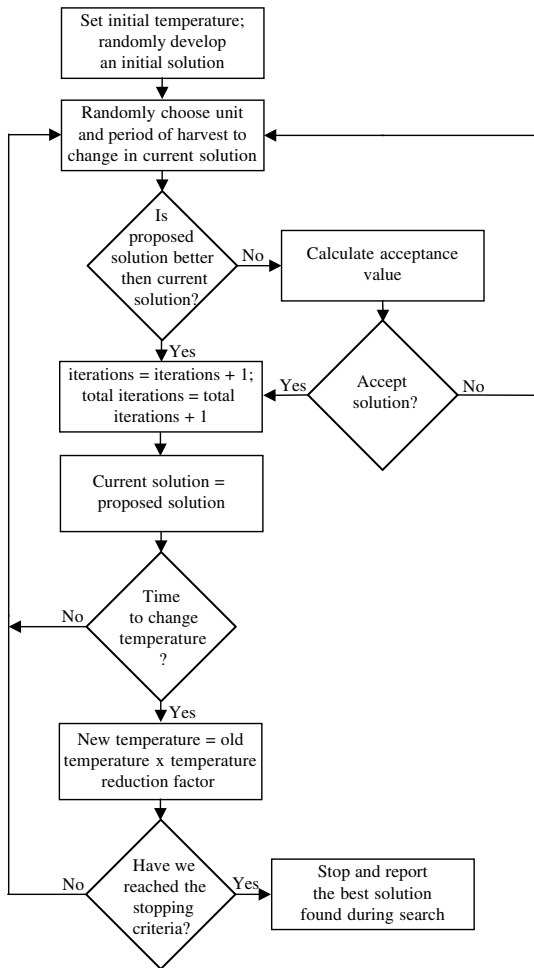 Set initial temperature;
randomly develop
an initial solution
Randomly choose unit
and period of harvest to
change in current solution
Is
proposed
solution better
then current
solution?
No
Calculate acceptance
value
Yes
iterations = iterations + 1;
total iterations = total
iterations + 1
Yes
Accept
solution?
No
Current solution =
proposed solution
Time
to change
temperature
?
No
Yes
New temperature = old
temperature x temperature
reduction factor
Have we
reached the
stopping
criteria?
No
Yes
Stop and report
the best solution
found during search